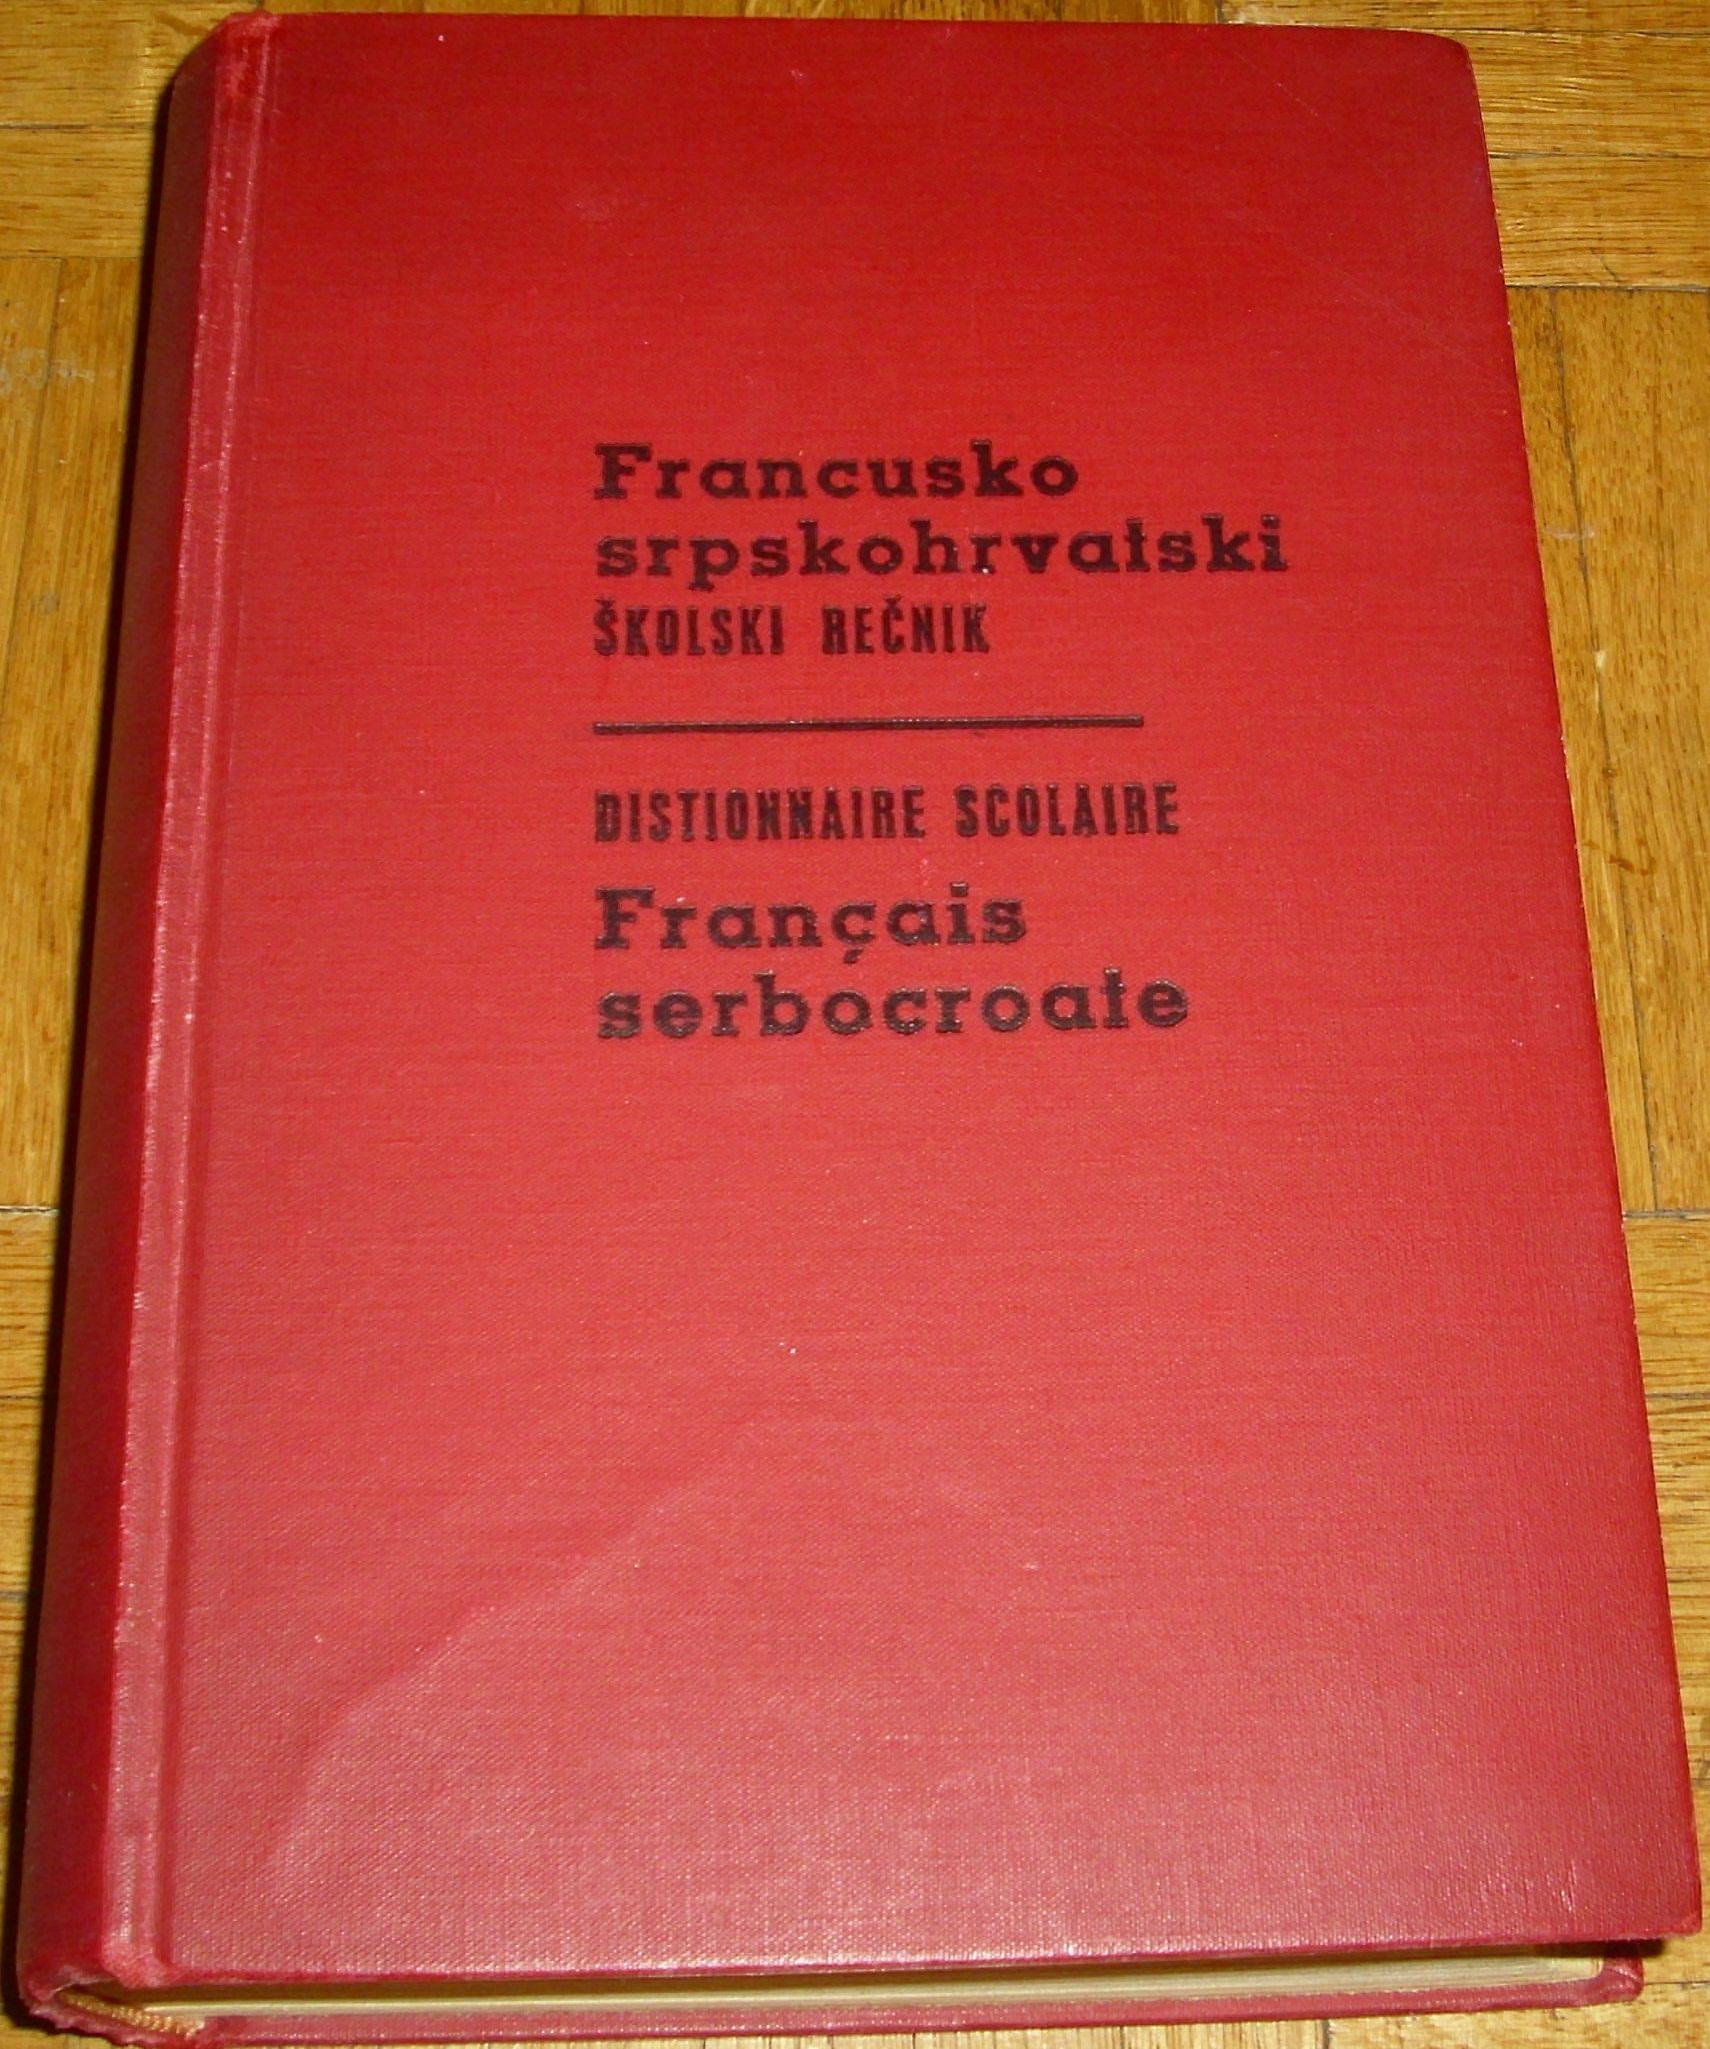 Francusko
srpskohrvatski
ŠKOLSKI REČNIK
DISTIONNAIRE SCOLAIRE
Français
serbocroate